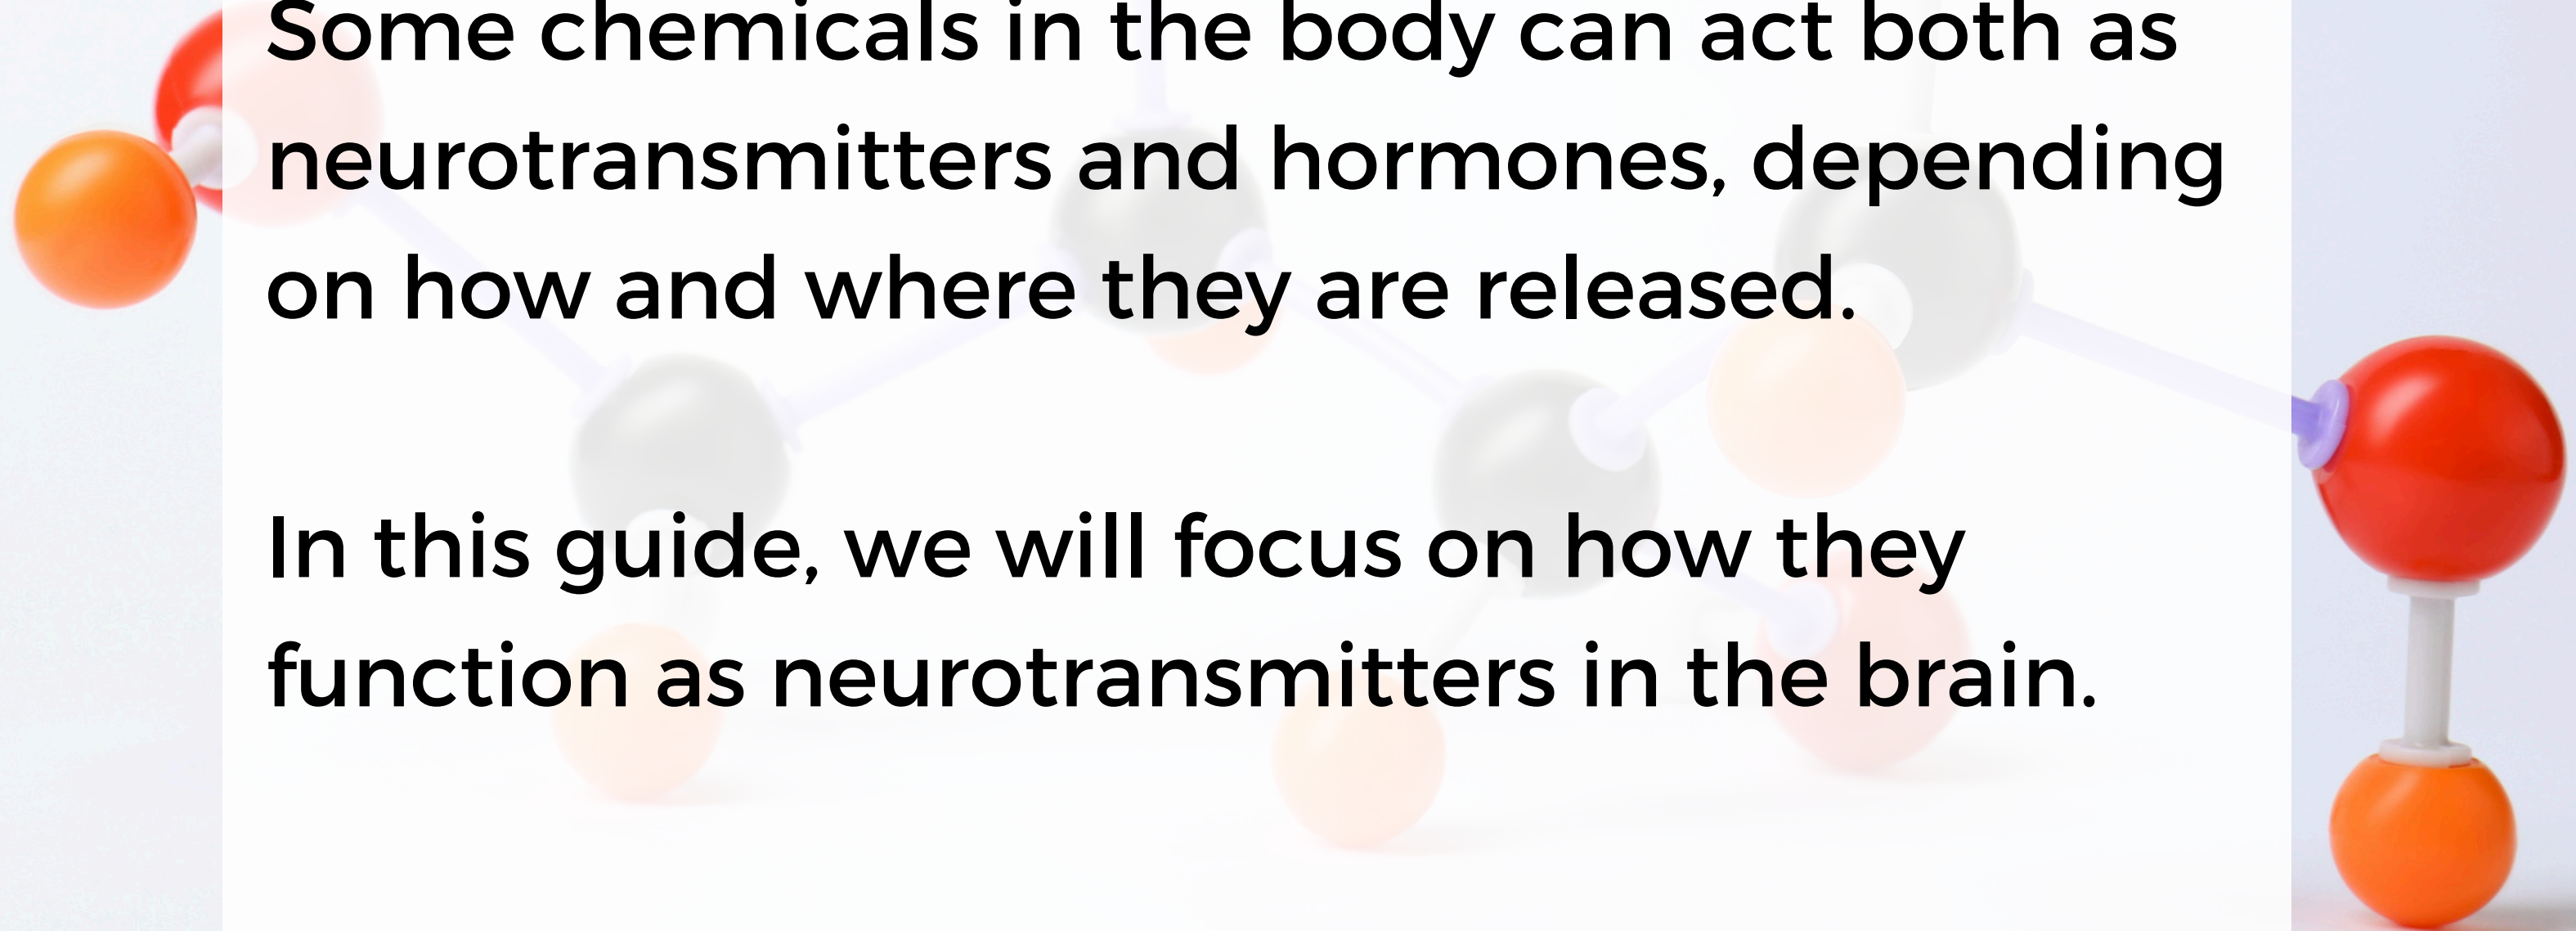 Some chemicals in the body can act both as
neurotransmitters and hormones, depending
on how and where they are released.
In this guide, we will focus on how they
function as neurotransmitters in the brain.